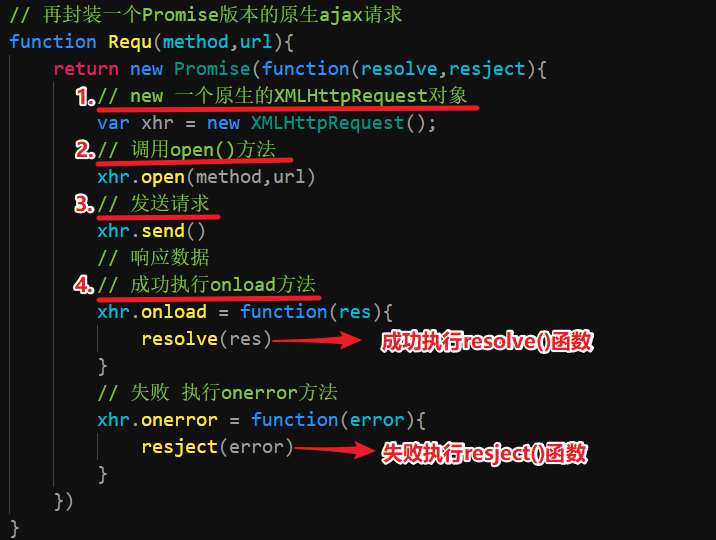 // 再封装一个Promise版本的原生ajax请求
function Requ(method,url){
return new Promise(function(resolve,resject){
1. // new 一个原生的XMLHttpRequest对象
var xhr = new XMLHttpRequest();
2. // 调用open()方法
xhr.open(method,url)
3. // 发送请求
xhr.send()
// 响应数据
4. // 成功执行onload方法
xhr.onload = function(res){
resolve(res) 成功执行resolve()函数
}
// 失败 执行onerror方法
xhr.onerror = function(error){
resject(error) 失败执行resject()函数
}
})
}